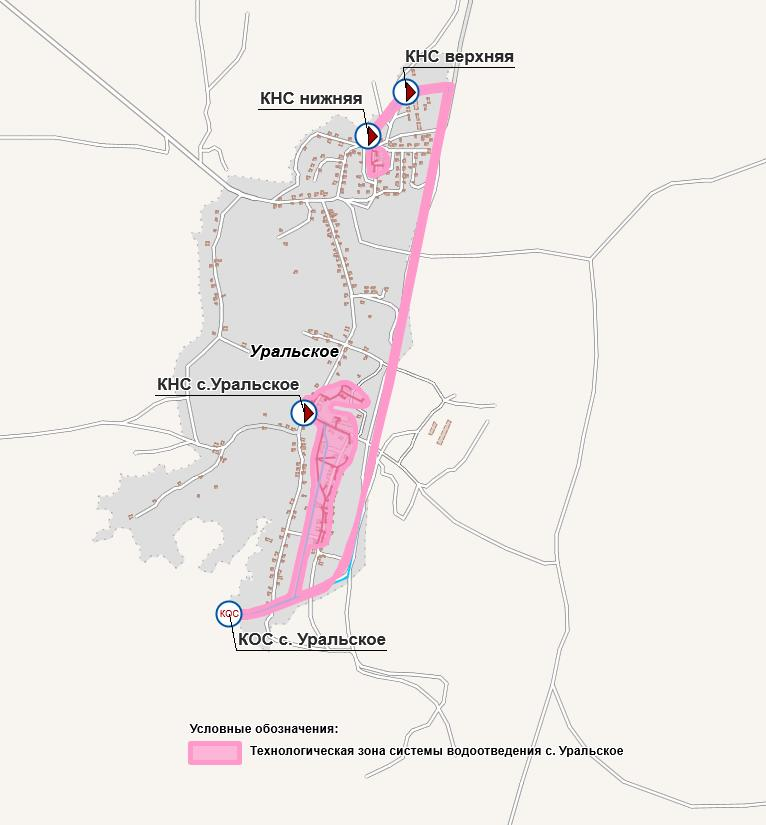 КНС верхняя
КНС нижняя
Уральское
КНС с.Уральское
КОС
КОС с. Уральское
Условные обозначения:
Технологическая зона системы водоотведения с. Уральское